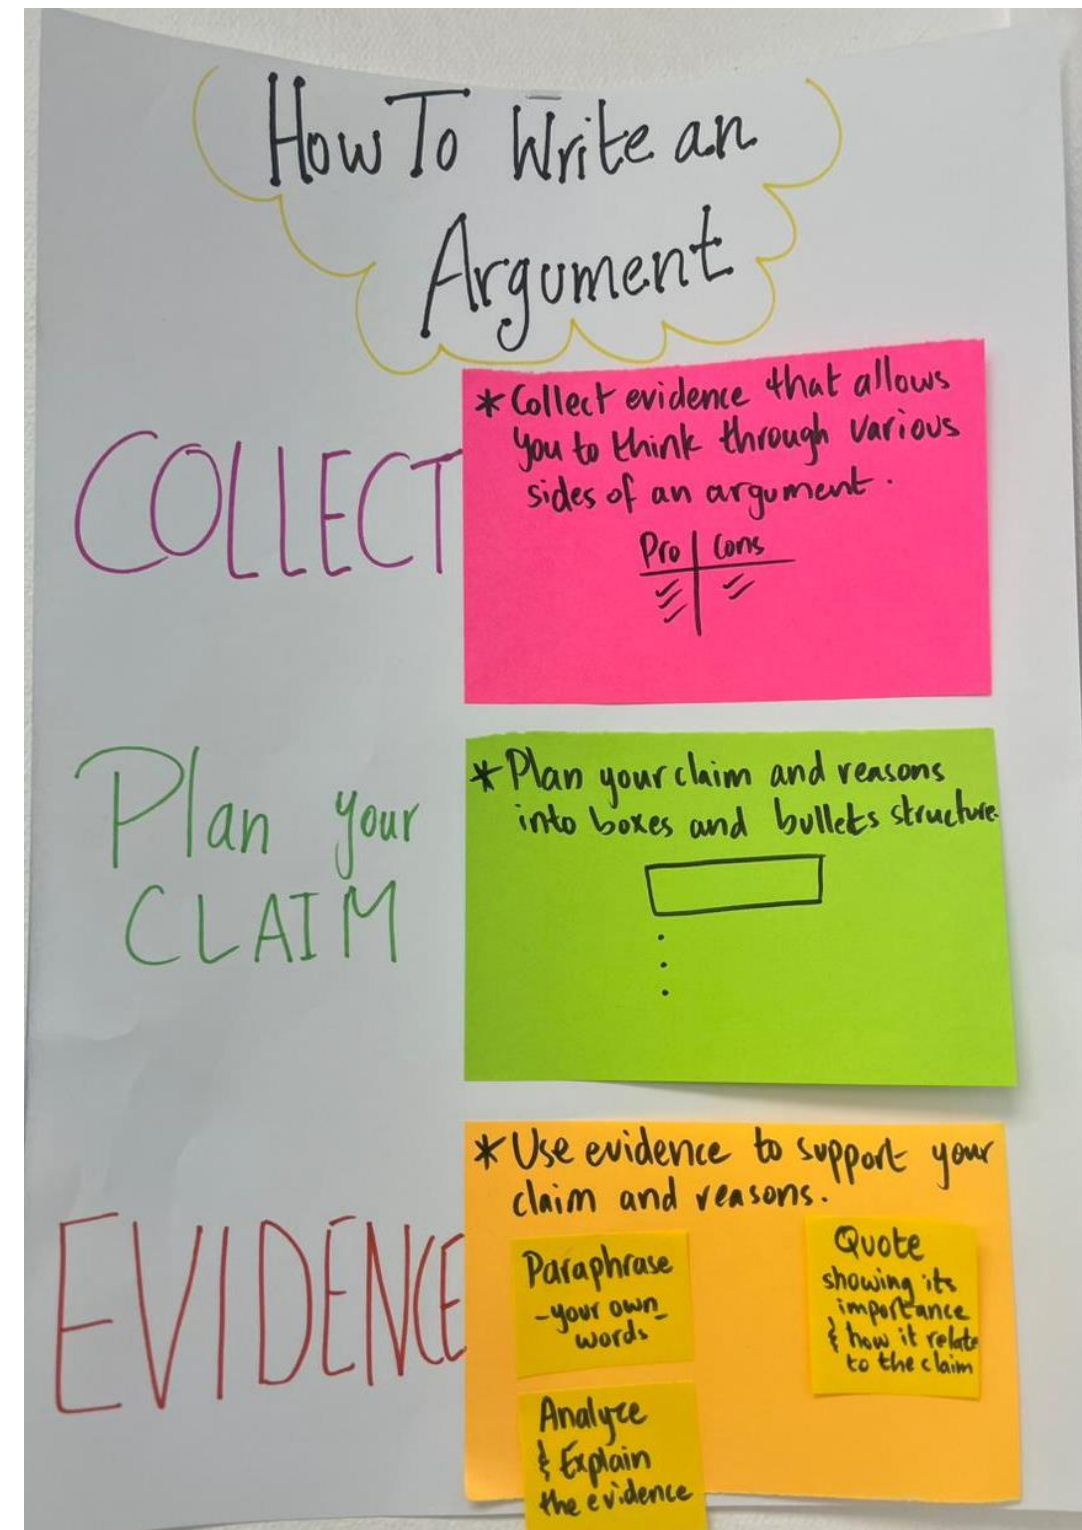 How To Write an
Argument
COLLECT
* Collect evidence that allows
you to think through various
sides of an argument.
Pro | Cons
Plan your
CLAIM
* Plan your claim and reasons
into boxes and bullets structure.
EVIDENCE
* Use evidence to support your
claim and reasons.
Paraphrase
- your own -
words
Quote
showing its
importance
& how it relate
to the claim
Analyze
& Explain
the evidence